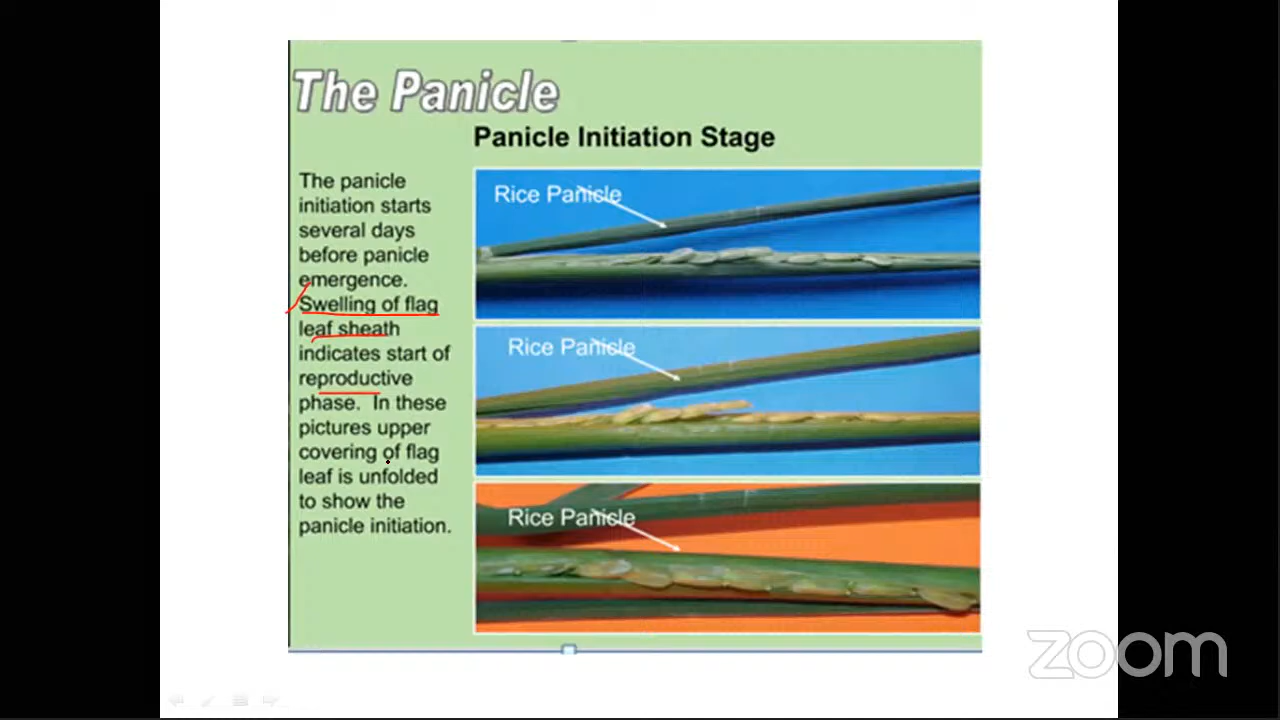 The Panicle
Panicle Initiation Stage
The panicle
initiation starts
several days
before panicle
emergence.
Swelling of flag
leaf sheath
indicates start of
reproductive
phase.  In these
pictures upper
covering of flag
leaf is unfolded
to show the
panicle initiation.
Rice Panicle
Rice Panicle
Rice Panicle
zoom